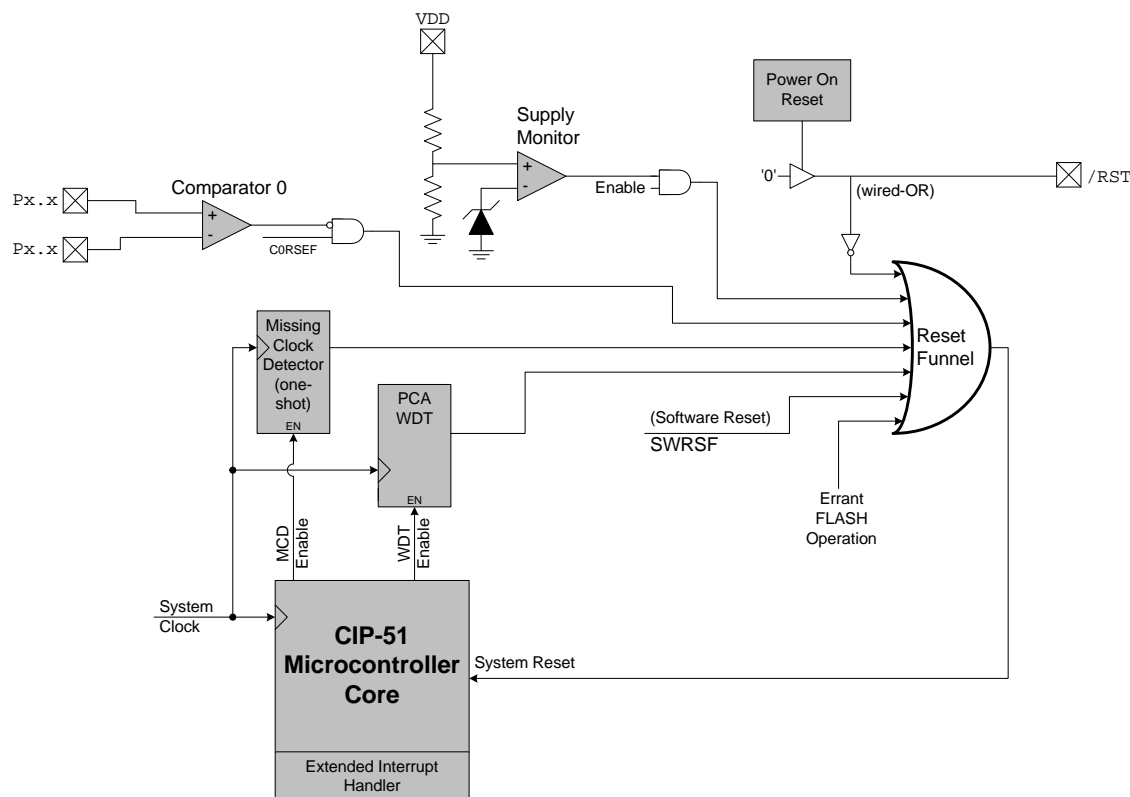 VDD
Power On
Reset
Supply
Monitor
+
-
Enable
'0'
(wired-OR)
/RST
Comparator 0
Px.x
Px.x
+
-
C0RSEF
Missing
Clock
Detector
(one-
shot)
EN
PCA
WDT
EN
Reset
Funnel
(Software Reset)
SWRSF
Errant
FLASH
Operation
MCD
Enable
WDT
Enable
System
Clock
CIP-51
Microcontroller
Core
System Reset
Extended Interrupt
Handler